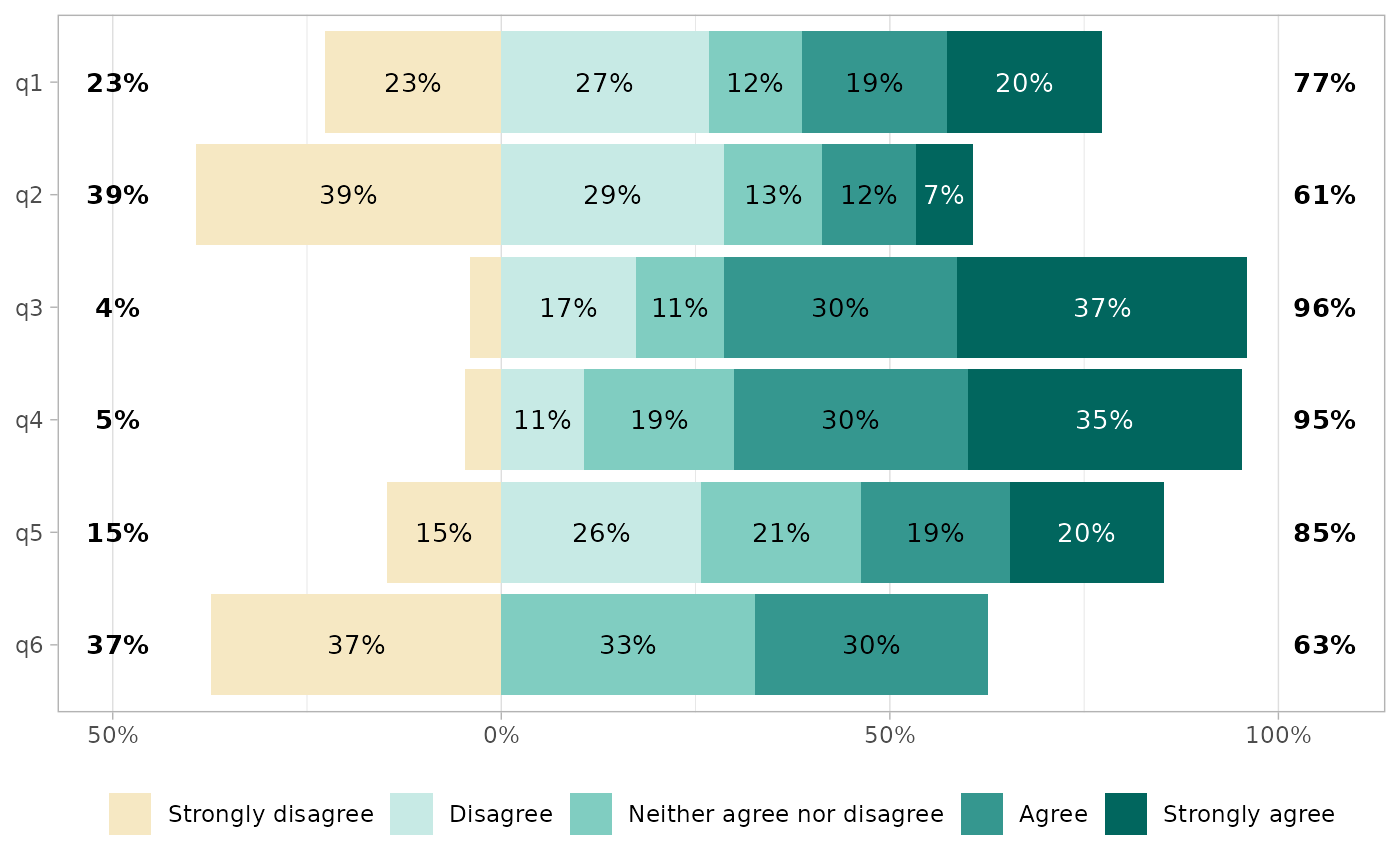 q1 23% 23% 27% 12% 19% 20% 77%
q2 39% 39% 29% 13% 12% 7% 61%
q3 4% 17% 11% 30% 37% 96%
q4 5% 11% 19% 30% 35% 95%
q5 15% 15% 26% 21% 19% 20% 85%
q6 37% 37% 33% 30% 63%
50% 0% 50% 100%
Strongly disagree Disagree Neither agree nor disagree Agree Strongly agree